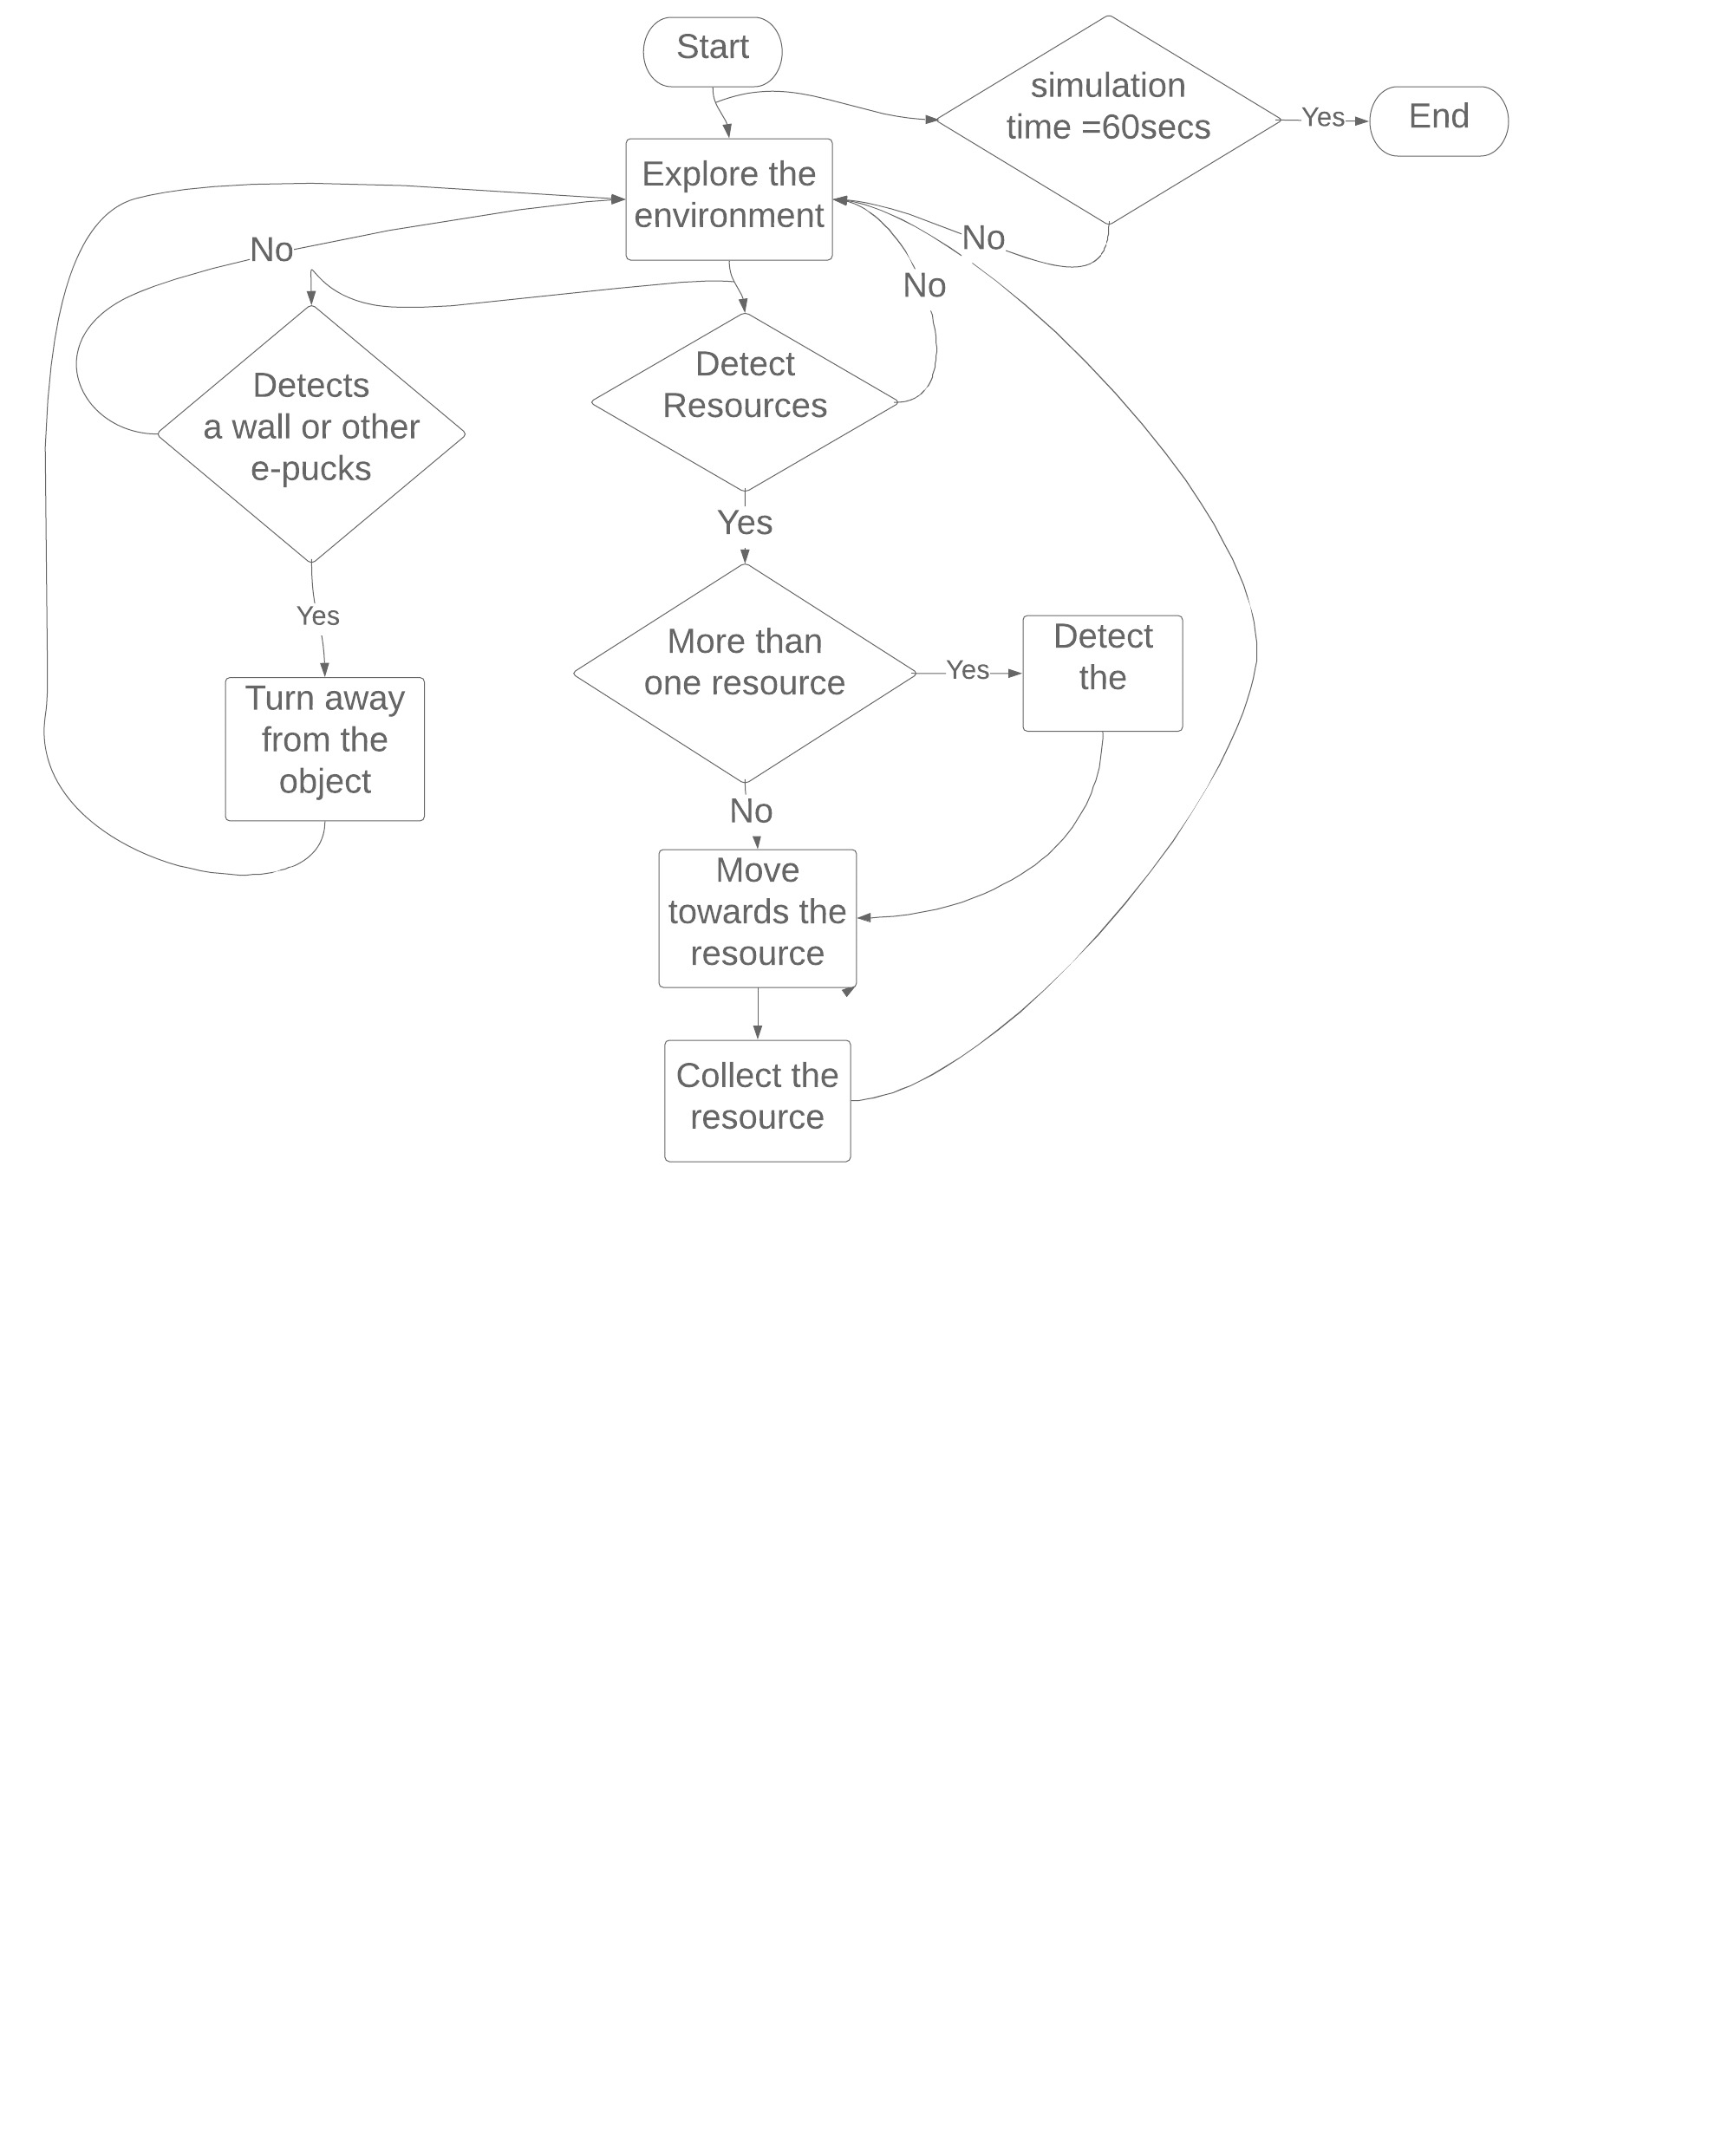 Start
simulation
time =60secs
Yes
End
Explore the
environment
No
No
No
Detects
a wall or other
e-pucks
Detect
Resources
Yes
Yes
More than
one resource
Yes
Detect
the
Turn away
from the
object
No
Move
towards the
resource
Collect the
resource